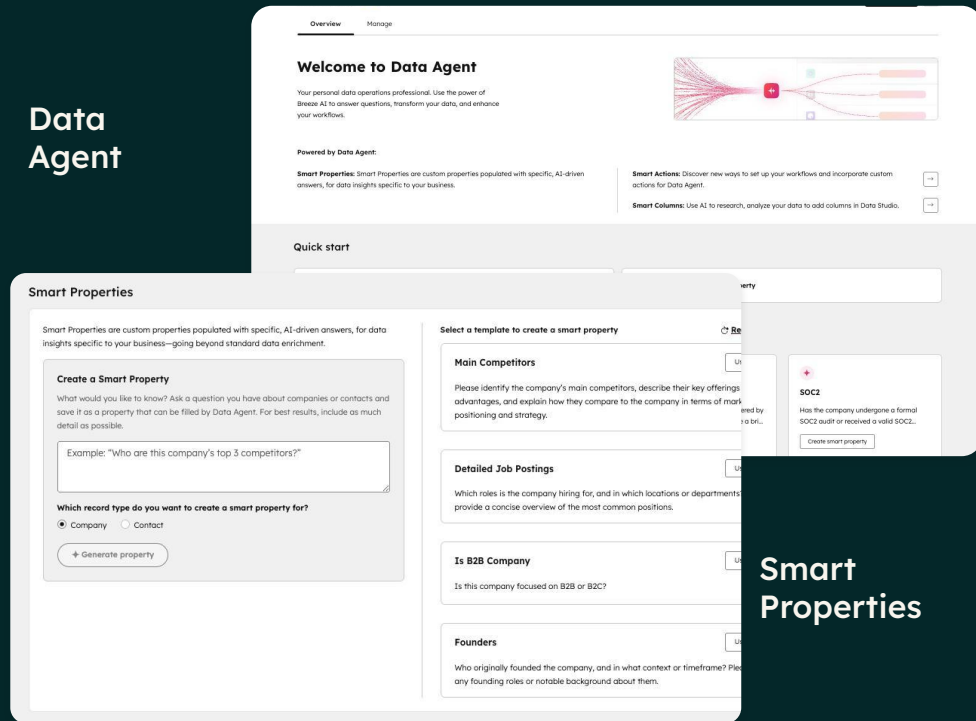 Data
Agent
Overview
Manage
Welcome to Data Agent
Your personal data operations professional. Use the power of
Breeze AI to answer questions, transform your data, and enhance
your workflows.
Powered by Data Agent:
Smart Properties: Smart Properties are custom properties populated with specific, AI-driven
answers, for data insights specific to your business.
Smart Actions: Discover new ways to set up your workflows and incorporate custom
actions for Data Agent.
Smart Columns: Use AI to research, analyze your data to add columns in Data Studio.
Quick start
SOC2
Has the company undergone a formal
SOC2 audit or received a valid SOC2...
Create smart property
Smart Properties
Smart Properties are custom properties populated with specific, AI-driven answers, for data
insights specific to your business—going beyond standard data enrichment.
Create a Smart Property
What would you like to know? Ask a question you have about companies or contacts and
save it as a property that can be filled by Data Agent. For best results, include as much
detail as possible.
Example: "Who are this company's top 3 competitors?"
Which record type do you want to create a smart property for?
Company
Contact
Generate property
Select a template to create a smart property
Main Competitors
Please identify the company's main competitors, describe their key offerings
advantages, and explain how they compare to the company in terms of
positioning and strategy.
Detailed Job Postings
Which roles is the company hiring for, and in which locations or departments?
provide a concise overview of the most common positions.
Is B2B Company
Is this company focused on B2B or B2C?
Founders
Who originally founded the company, and in what context or timeframe?
any founding roles or notable background about them.
Smart
Properties